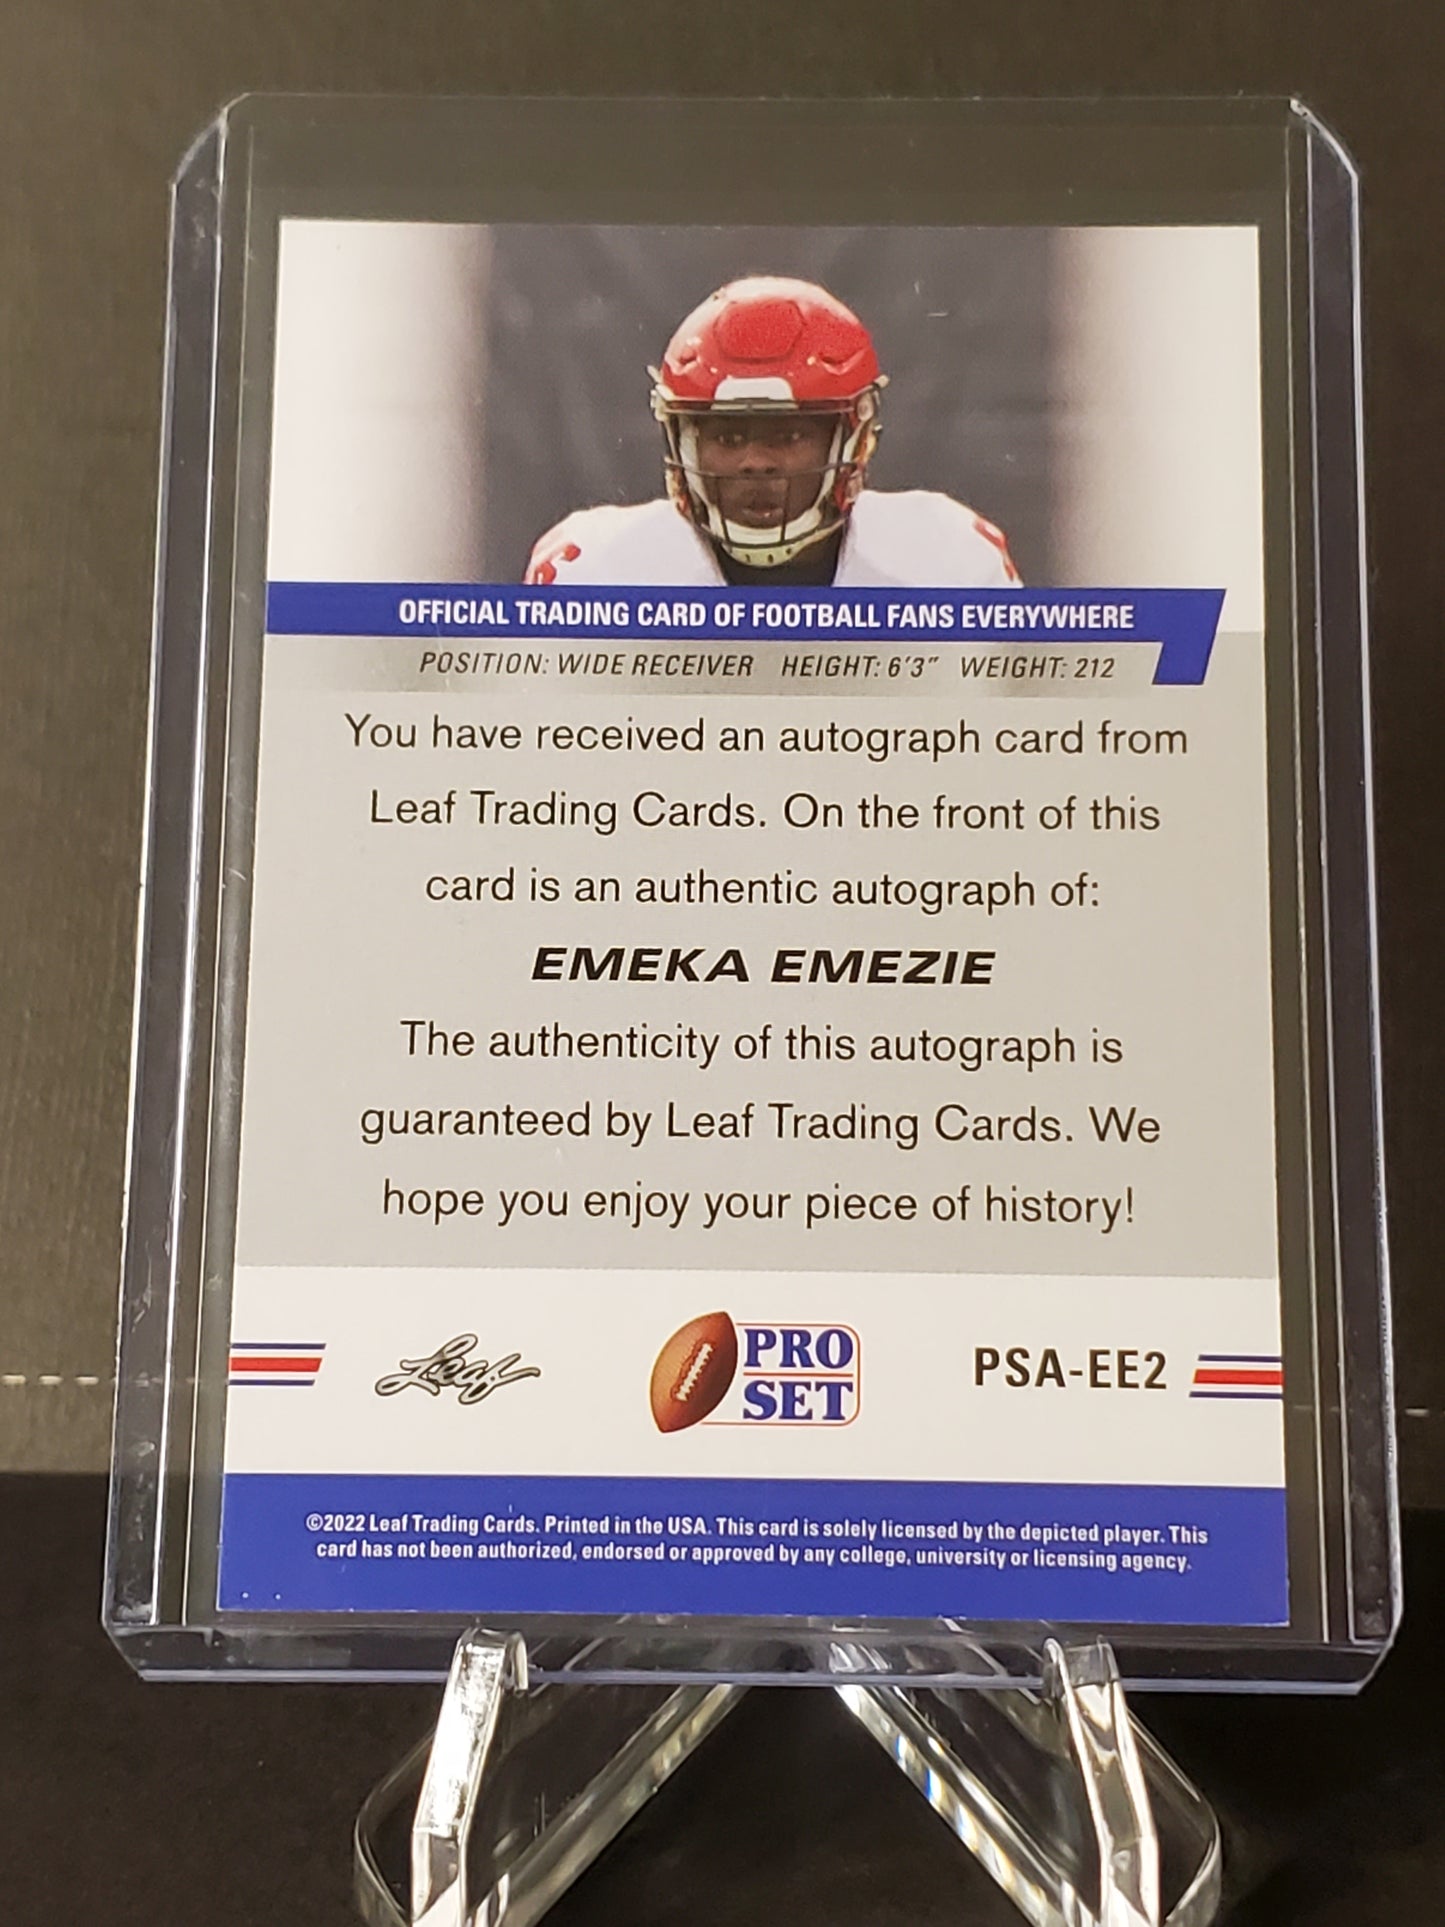 OFFICIAL TRADING CARD OF FOOTBALL FANS EVERYWHERE
POSITION: WIDE RECEIVER HEIGHT: 6'3" WEIGHT: 212
You have received an autograph card from
Leaf Trading Cards. On the front of this
card is an authentic autograph of:
EMEKA EMEZIE
The authenticity of this autograph is
guaranteed by Leaf Trading Cards. We
hope you enjoy your piece of history!
Leaf
PRO
SET
PSA-EE2
©2022 Leaf Trading Cards. Printed in the USA. This card is solely licensed by the depicted player. This
card has not been authorized, endorsed or approved by any college, university or licensing agency.